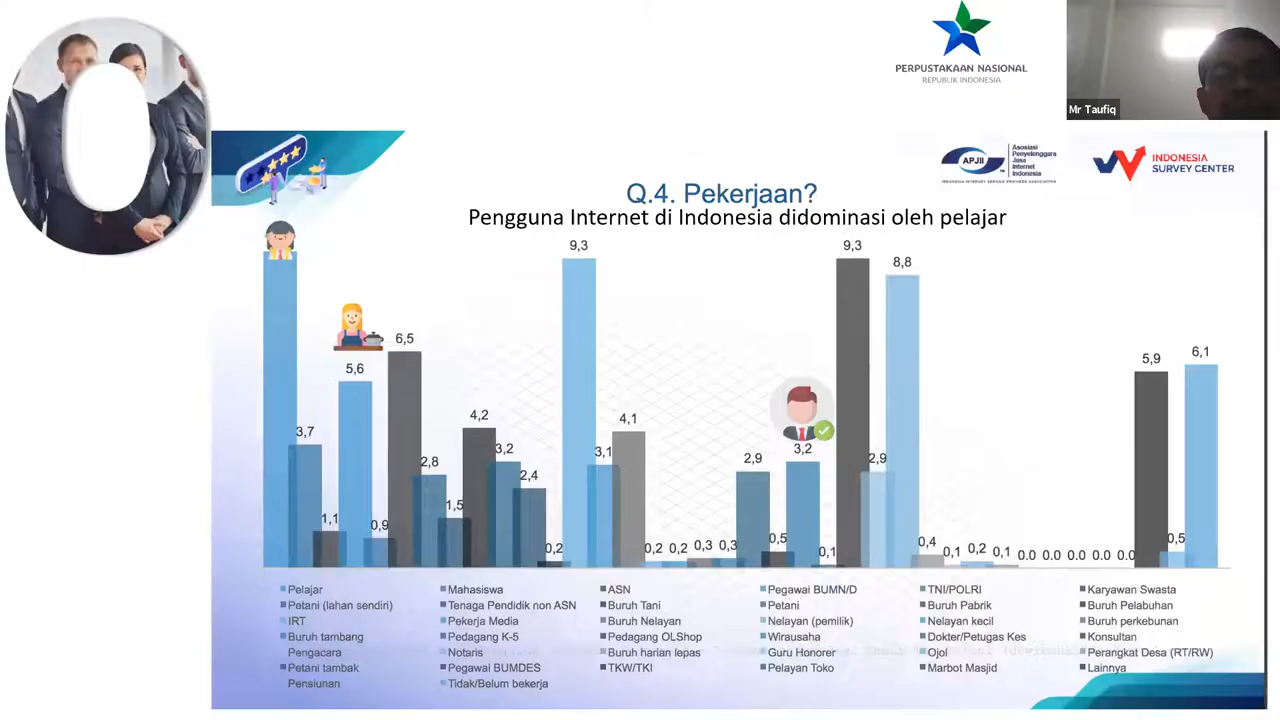 PERPUSTAKAAN NASIONAL
REPUBLIK INDONESIA
Mr Taufiq
APJII
Asosiasi
Penyelenggara
Jasa
Internet
Indonesia
INDONESIA INTERNET SERVICE PROVIDER ASSOCIATION
INDONESIA
SURVEY CENTER
Q.4. Pekerjaan?
Pengguna Internet di Indonesia didominasi oleh pelajar
3,7
1,1
5,6
0,9
6,5
2,8
1,5
4,2
3,2
2,4
0,2
9,3
3,1
4,1
0,2
0,2
0,3
0,3
2,9
0,5
3,2
0,1
9,3
2,9
8,8
0,4
0,1
0,2
0,1
0.0
0.0
0.0
0.0
0.0
5,9
0,5
6,1
Pelajar Mahasiswa ASN Pegawai BUMN/D TNI/POLRI Karyawan Swasta
Petani (lahan sendiri) Tenaga Pendidik non ASN Buruh Tani Petani Buruh Pabrik Buruh Pelabuhan
IRT Pekerja Media Buruh Nelayan Nelayan (pemilik) Nelayan kecil Buruh perkebunan
Buruh tambang Pedagang K-5 Pedagang OLShop Wirausaha Dokter/Petugas Kes Konsultan
Pengacara Notaris Buruh harian lepas Guru Honorer Ojol Perangkat Desa (RT/RW)
Petani tambak Pegawai BUMDES TKW/TKI Pelayan Toko Marbot Masjid Lainnya
Pensiunan Tidak/Belum bekerja